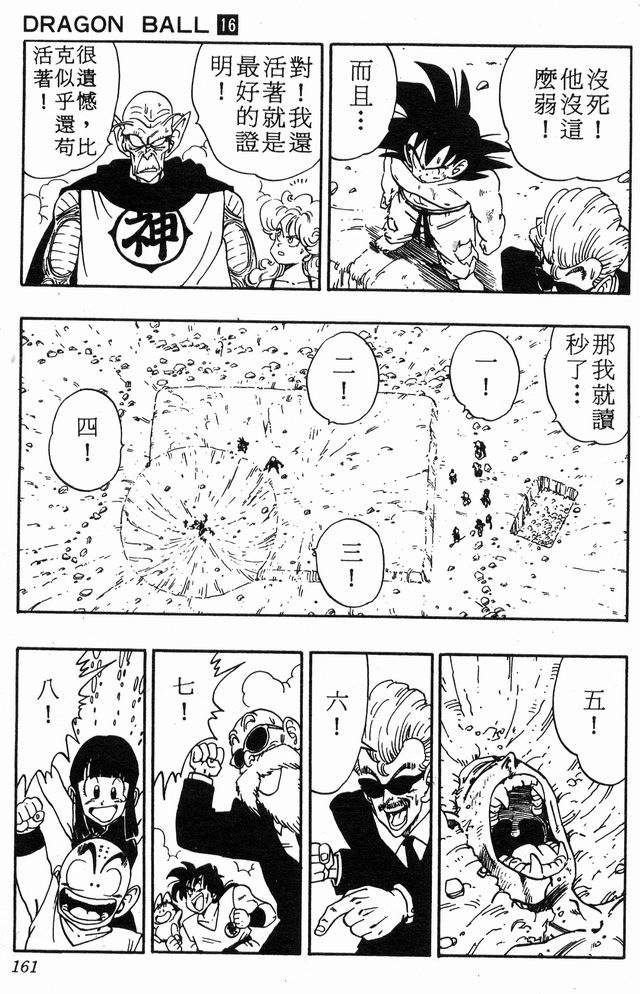 DRAGON BALL 16
沒死！
他沒這
麼弱！
而且…
對！我還
活著就是
最好的證
明！
很遺憾，比
克似乎還苟
活著！
神
那我就讀
秒了…
一！
二！
三！
四！
五！
六！
七！
八！
161